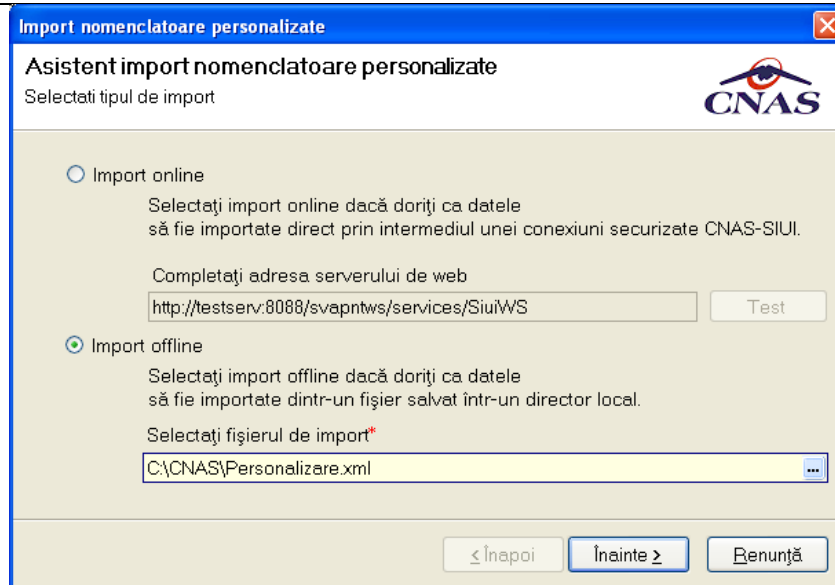 Import nomenclatoare personalizate
Asistent import nomenclatoare personalizate
Selectati tipul de import
CNAS
Import online
Selectaţi import online dacă doriţi ca datele
să fie importate direct prin intermediul unei conexiuni securizate CNAS-SIUI.
Completaţi adresa serverului de web
http://testserv:8088/svapntws/services/SiuiWS
Test
Import offline
Selectaţi import offline dacă doriţi ca datele
să fie importate dintr-un fişier salvat într-un director local.
Selectaţi fişierul de import*
C:\CNAS\Personalizare.xml ...
< Înapoi Înainte > Renunţă